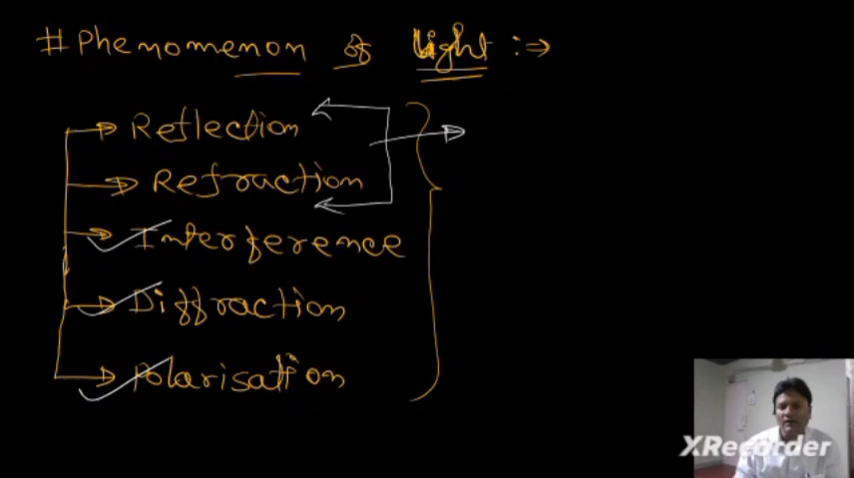 # Phenomenon of Light :⇒
Reflection
Refraction
Interference
Diffraction
Polarisation
XRecorder